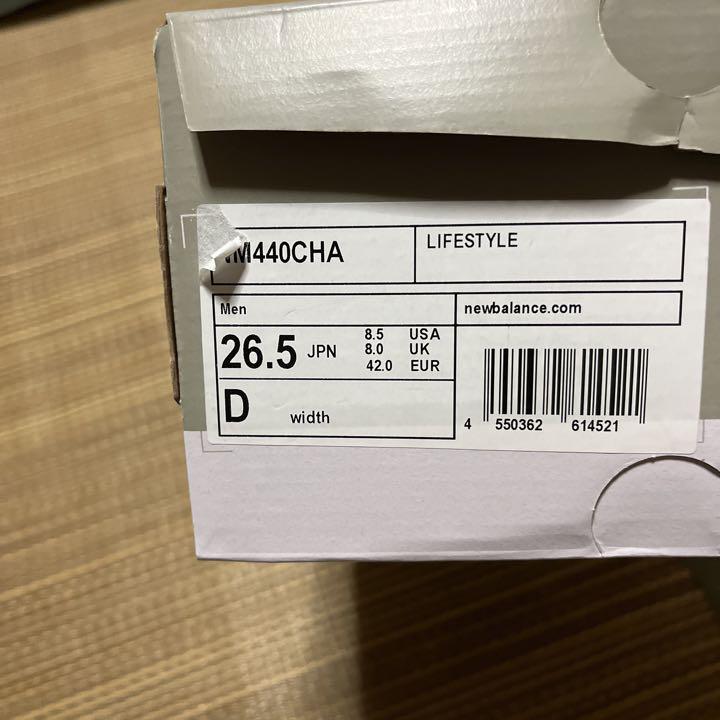 M440CHA
LIFESTYLE
Men
newbalance.com
26.5 JPN
8.5 USA
8.0 UK
42.0 EUR
D width
4 550362 614521